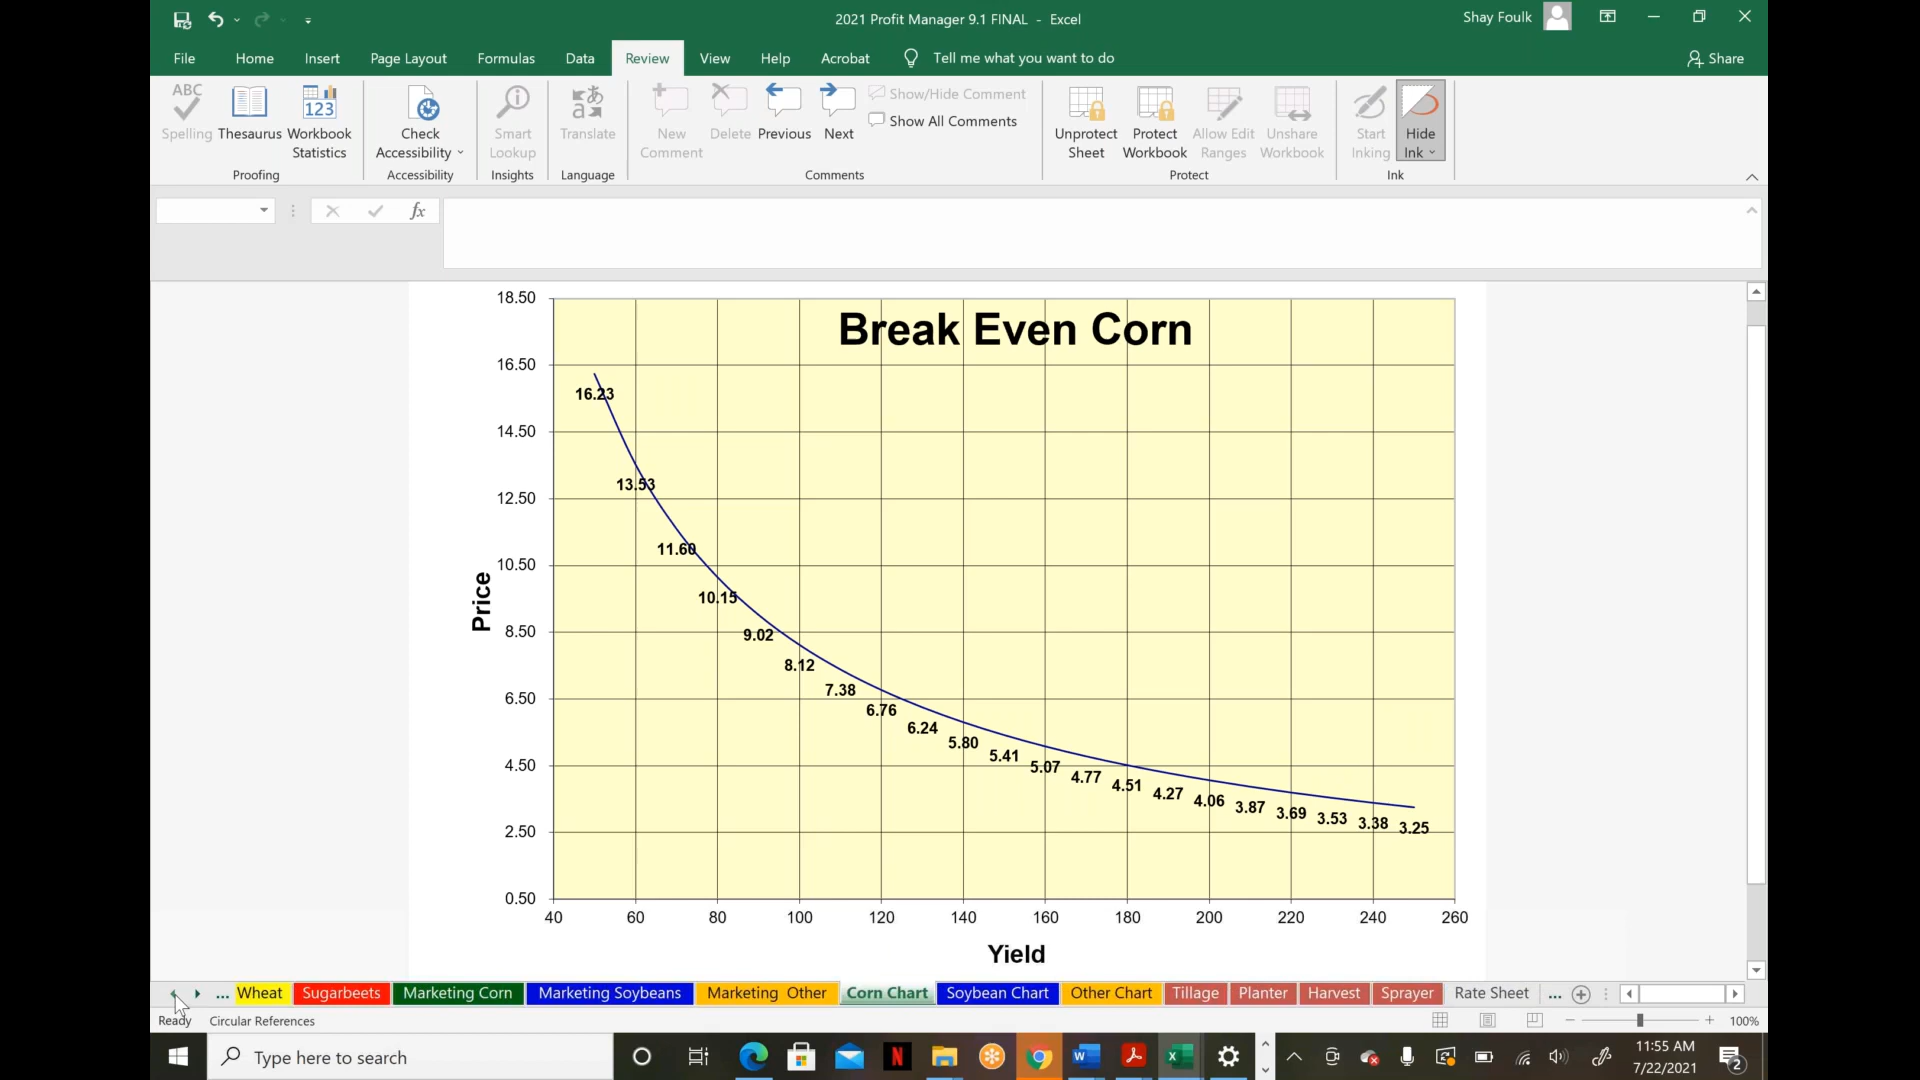 2021 Profit Manager 9.1 FINAL - Excel
Shay Foulk
File Home Insert Page Layout Formulas Data Review View Help Acrobat Tell me what you want to do Share
ABC
Spelling
Thesaurus
123
Workbook
Statistics
Proofing
Check
Accessibility
Accessibility
Smart
Lookup
Insights
Translate
Language
New
Comment
Delete
Previous
Next
Show/Hide Comment
Show All Comments
Comments
Unprotect
Sheet
Protect
Workbook
Allow Edit
Ranges
Unshare
Workbook
Protect
Start
Inking
Hide
Ink
Ink
fx
Break Even Corn
18.50
16.50
14.50
12.50
10.50
8.50
6.50
4.50
2.50
0.50
Price
16.23
13.53
11.60
10.15
9.02
8.12
7.38
6.76
6.24
5.80
5.41
5.07
4.77
4.51
4.27
4.06
3.87
3.69
3.53
3.38
3.25
40 60 80 100 120 140 160 180 200 220 240 260
Yield
... Wheat Sugarbeets Marketing Corn Marketing Soybeans Marketing Other Corn Chart Soybean Chart Other Chart Tillage Planter Harvest Sprayer Rate Sheet ...
Ready Circular References 100%
Type here to search
11:55 AM
7/22/2021
2